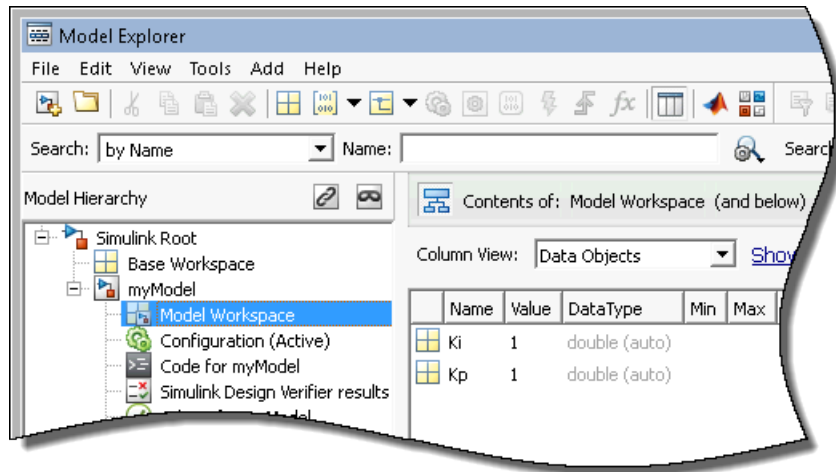 Model Explorer
File Edit View Tools Add Help
fx
Search: by Name Name: Search
Model Hierarchy
Contents of: Model Workspace (and below)
Simulink Root
Base Workspace
myModel
Model Workspace
Configuration (Active)
Code for myModel
Simulink Design Verifier results
Column View: Data Objects Show
Name Value DataType Min Max
Ki 1 double (auto)
Kp 1 double (auto)